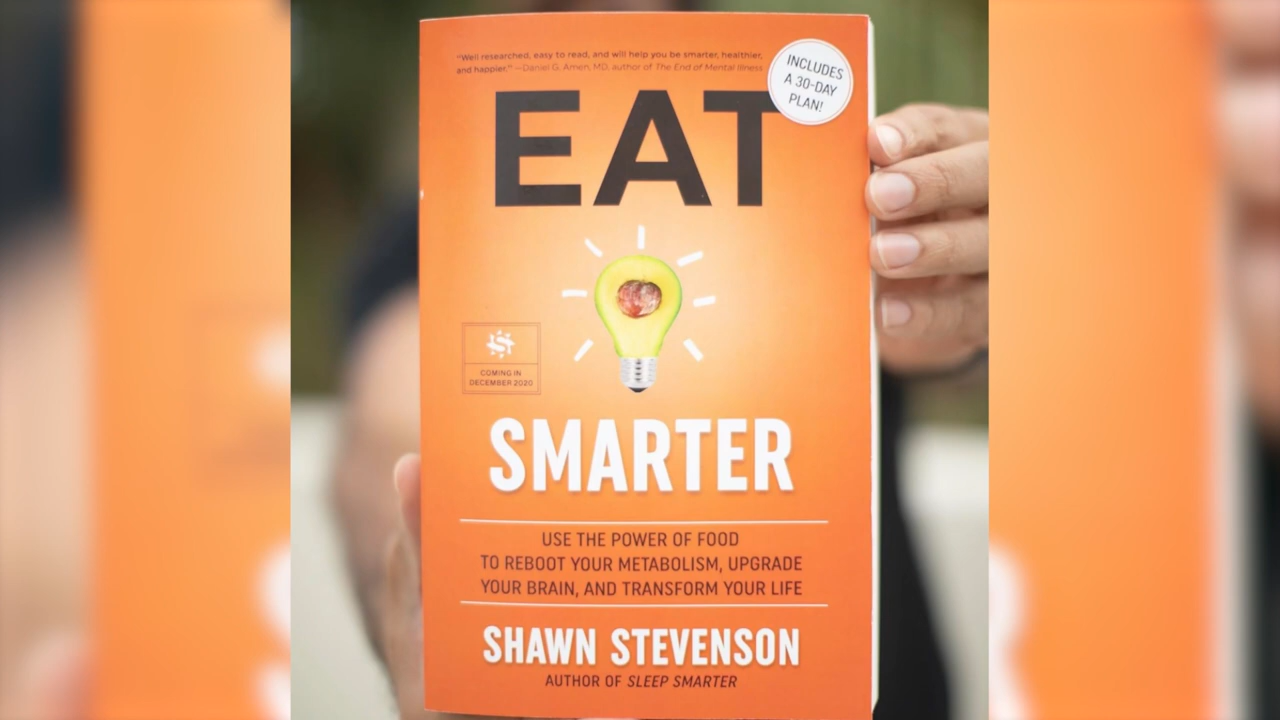 "Well researched, easy to read, and will help you be smarter, healthier,
and happier." —Daniel G. Amen, MD, author of The End of Mental Illness
INCLUDES
A 30-DAY
PLAN!
EAT
COMING IN
DECEMBER 2020
SMARTER
USE THE POWER OF FOOD
TO REBOOT YOUR METABOLISM, UPGRADE
YOUR BRAIN, AND TRANSFORM YOUR LIFE
SHAWN STEVENSON
AUTHOR OF SLEEP SMARTER